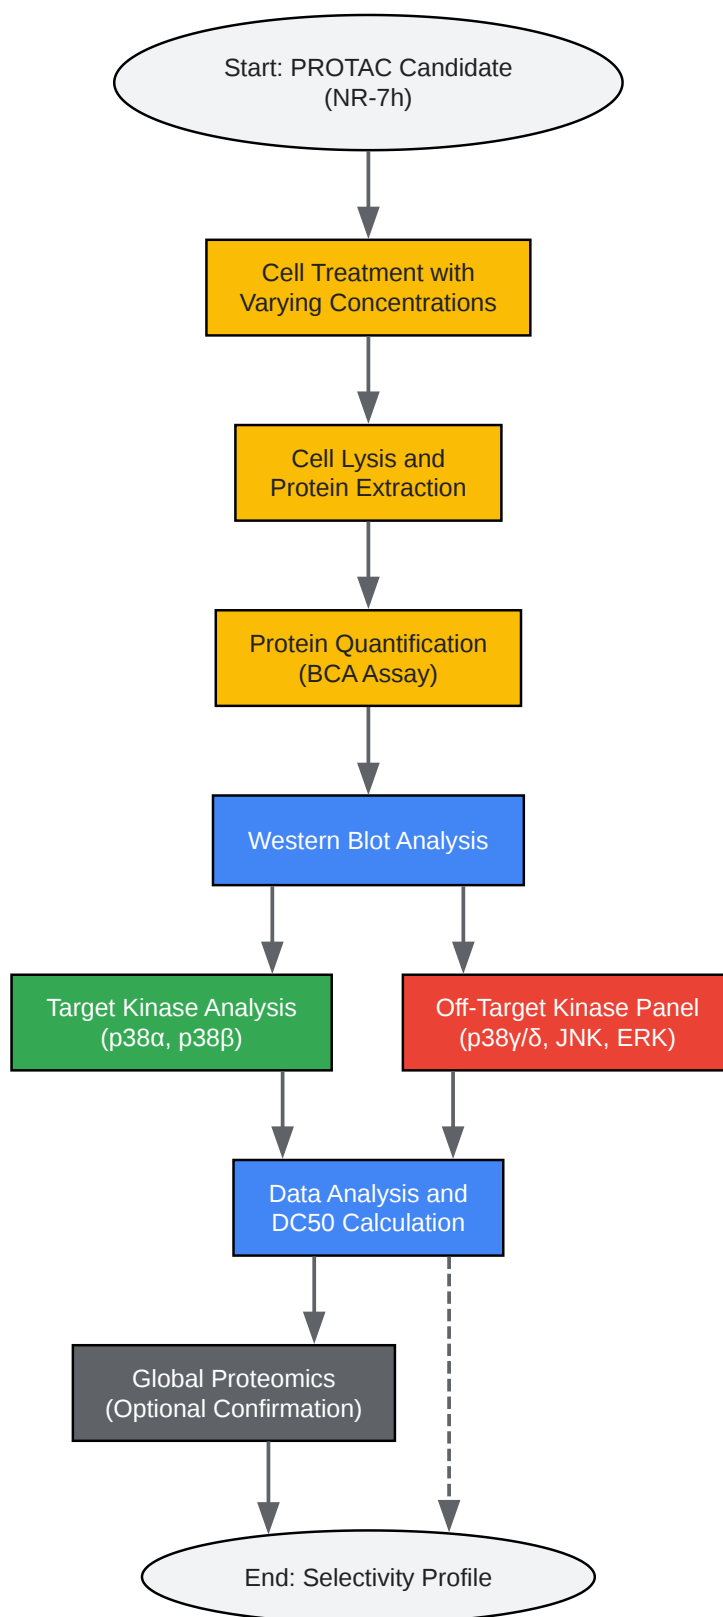 Start: PROTAC Candidate
(NR-7h)
Cell Treatment with
Varying Concentrations
Cell Lysis and
Protein Extraction
Protein Quantification
(BCA Assay)
Western Blot Analysis
Target Kinase Analysis
(p38α, p38β)
Off-Target Kinase Panel
(p38γ/δ, JNK, ERK)
Data Analysis and
DC50 Calculation
Global Proteomics
(Optional Confirmation)
End: Selectivity Profile